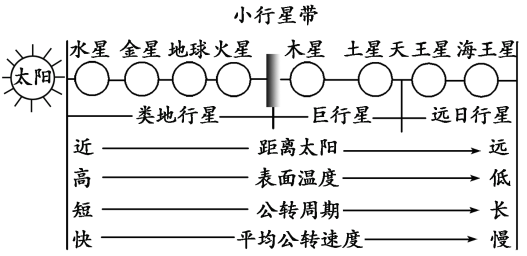 小行星带
水星 金星 地球 火星 木星 土星 天王星 海王星
太阳
类地行星 巨行星 远日行星
近 距离太阳 远
高 表面温度 低
短 公转周期 长
快 平均公转速度 慢